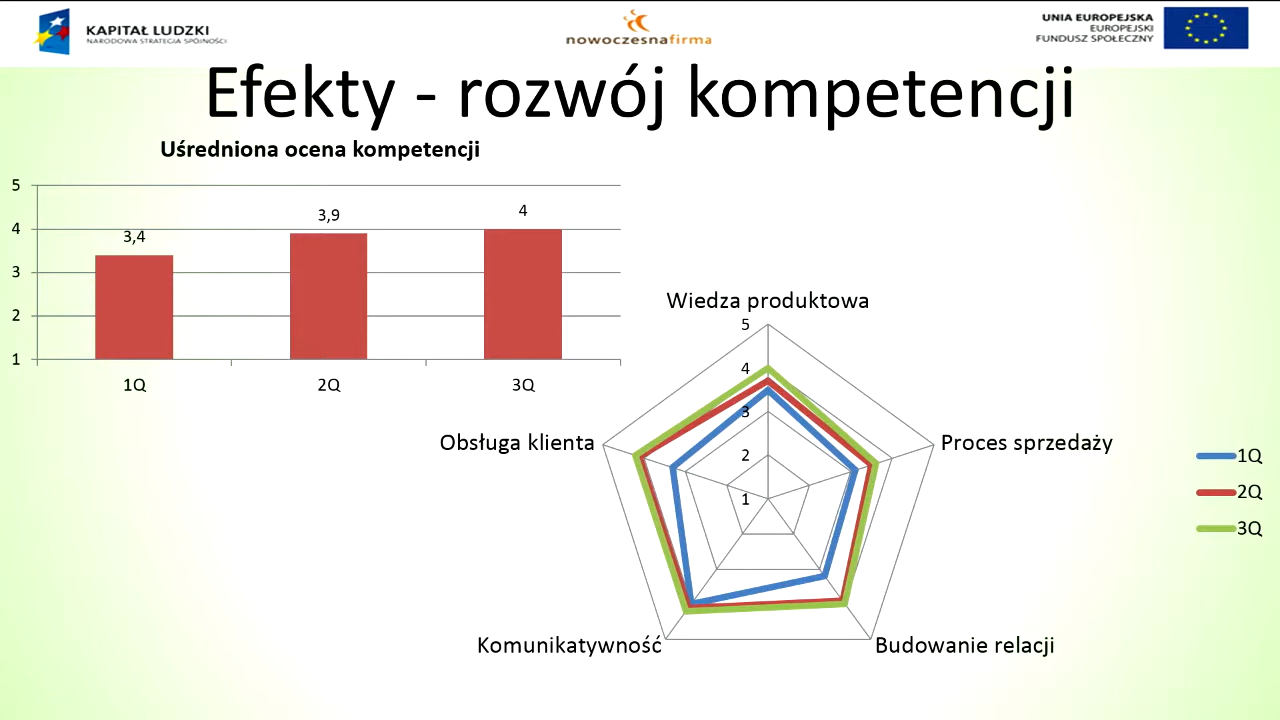 KAPITAŁ LUDZKI
NARODOWA STRATEGIA SPÓJNOŚCI
nowoczesnafirma
UNIA EUROPEJSKA
EUROPEJSKI
FUNDUSZ SPOŁECZNY
Efekty - rozwój kompetencji
Uśredniona ocena kompetencji
5
4
3
2
1
3,4
3,9
4
1Q
2Q
3Q
Wiedza produktowa
5
4
3
2
1
Obsługa klienta
Proces sprzedaży
Komunikatywność
Budowanie relacji
1Q
2Q
3Q